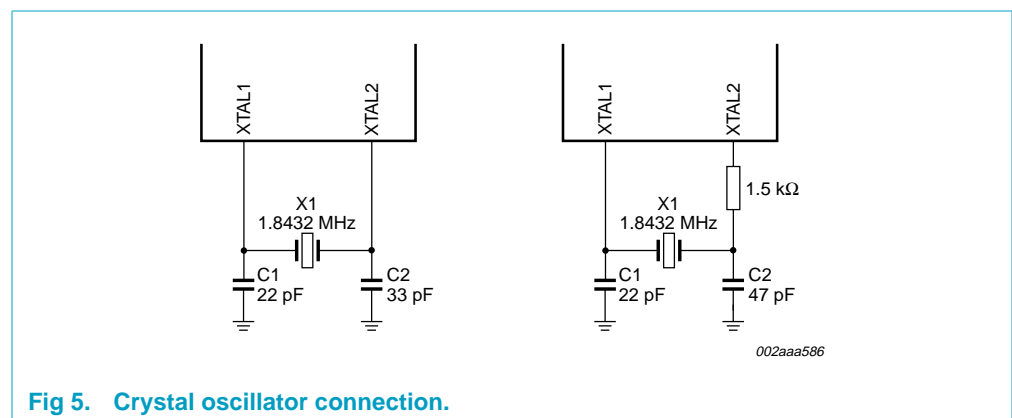 XTAL1
XTAL2
X1
1.8432 MHz
C1
22 pF
C2
33 pF
XTAL1
XTAL2
1.5 kΩ
X1
1.8432 MHz
C1
22 pF
C2
47 pF
002aaa586
Fig 5. Crystal oscillator connection.